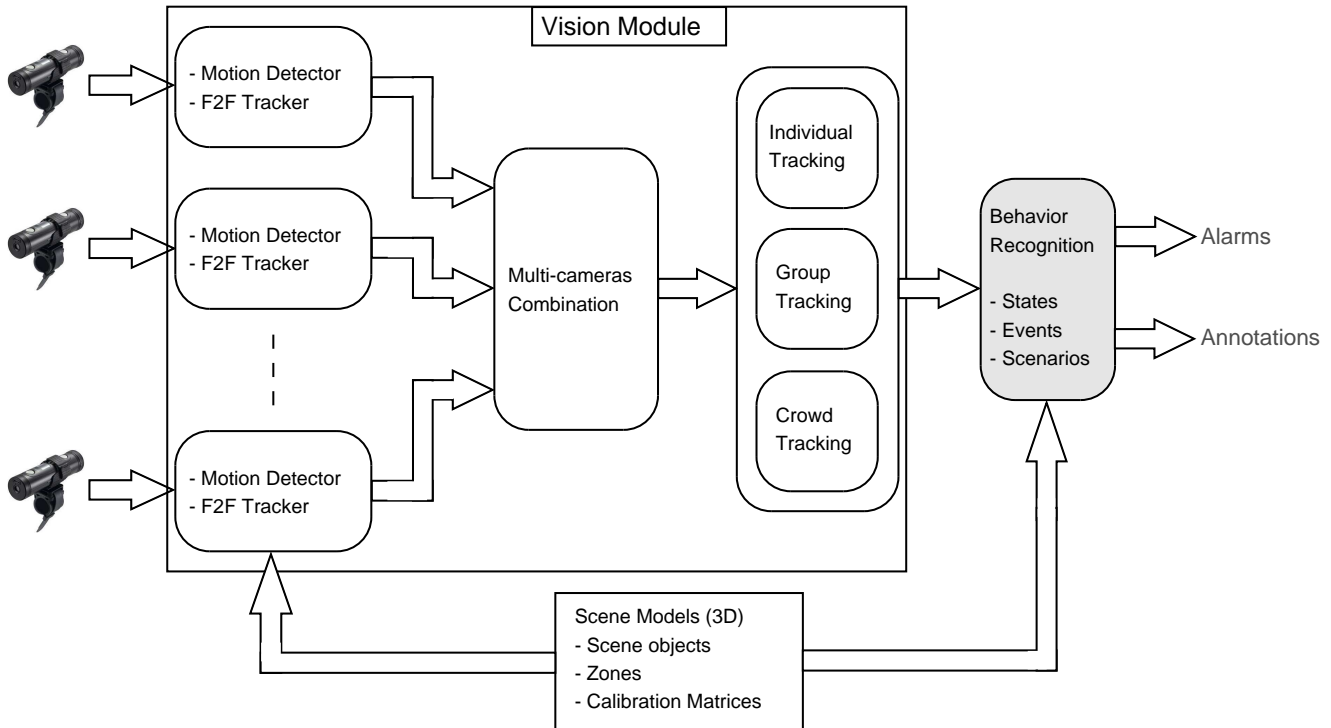 Vision Module
- Motion Detector
- F2F Tracker
- Motion Detector
- F2F Tracker
- Motion Detector
- F2F Tracker
Multi-cameras
Combination
Individual
Tracking
Group
Tracking
Crowd
Tracking
Behavior
Recognition
- States
- Events
- Scenarios
Alarms
Annotations
Scene Models (3D)
- Scene objects
- Zones
- Calibration Matrices